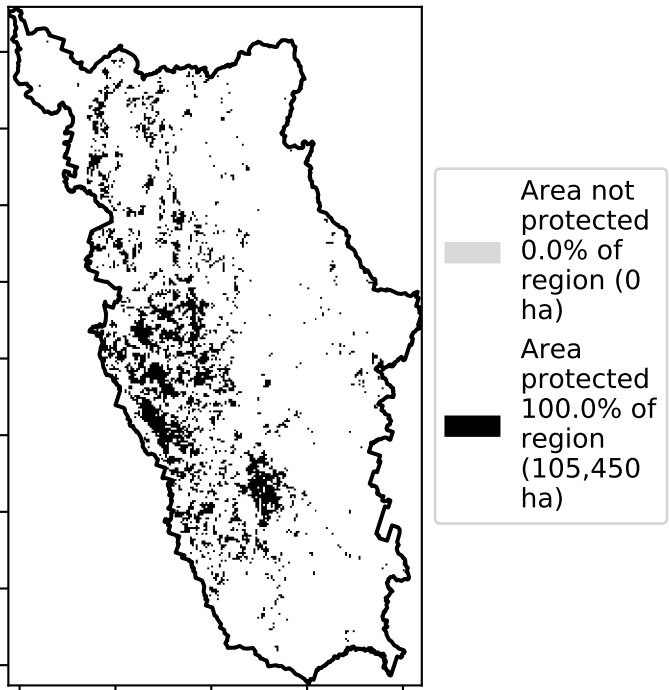 Area not
protected
0.0% of
region (0
ha)
Area
protected
100.0% of
region
(105,450
ha)